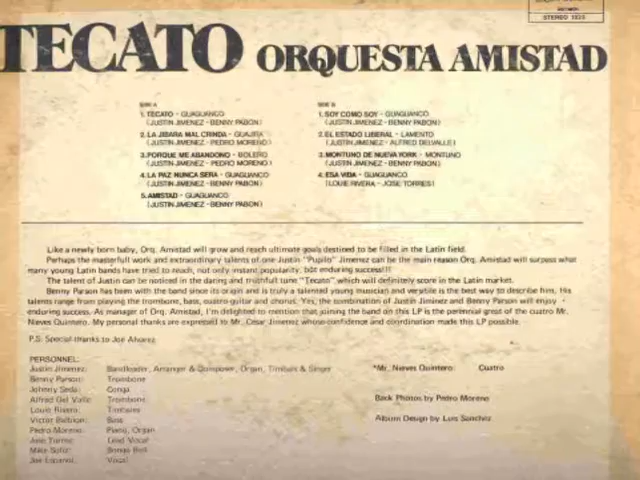 STEREO
TECATO ORQUESTA AMISTAD
SIDE A
1. TECATO - GUAGUANCO
(JUSTIN JIMENEZ - BENNY PABON)
2. LA JIBARA MAL CRINDA - GUAJIRA
(JUSTIN JIMENEZ - PEDRO MORENO)
3. PORQUE ME ABANDONO - BOLERO
(JUSTIN JIMENEZ - PEDRO MORENO)
4. LA PAZ NUNCA SERA - GUAGUANCO
(JUSTIN JIMENEZ - BENNY PABON)
5. AMISTAD - GUAGUANCO
(JUSTIN JIMENEZ - BENNY PABON)
SIDE B
1. SOY COMO SOY - GUAGUANCO
(JUSTIN JIMENEZ - BENNY PABON)
2. EL ESTADO LIBERAL - LAMENTO
(JUSTIN JIMENEZ - ALFRED DELVALLE)
3. MONTUNO DE NUEVA YORK - MONTUNO
(JUSTIN JIMENEZ - BENNY PABON)
4. ESA VIDA - GUAGUANCO
(LOUIE RIVERA - JOSE TORRES)
Like a newly born baby, Orq. Amistad will grow and reach ultimate goals destined to be filled in the Latin field.
Perhaps the masterfull work and extraordinary talents of one Justin "Pupilo" Jimenez can be the main reason Orq. Amistad will surpass what
many young Latin bands have tried to reach, not only instant popularity, but enduring success!!!
The talent of Justin can be noticed in the daring and truthfull tune "Tecato" which will definitely score in the Latin market.
Benny Parson has been with the band since its origin and is truly a talented young musician and versitle is the best way to describe him. His
talents range from playing the trombone, bass, cuatro-guitar and chorus. Yes, the combination of Justin Jiminez and Benny Parson will enjoy
enduring success. As manager of Orq. Amistad, I'm delighted to mention that joining the band on this LP is the perennial great of the cuatro Mr.
Nieves Quintero. My personal thanks are expressed to Mr. Cesar Jimenez whose confidence and cordination made this LP possible.
P.S. Special thanks to Joe Alvarez
PERSONNEL:
Justin Jimenez: Bandleader, Arranger & Composer, Organ, Timbals & Singer
Benny Parson: Trombone
Johnny Seda: Conga
Alfred Del Valle: Trombone
Louie Rivera: Timbales
Victor Bass
Pedro Moreno: Piano, Organ
Torres: Lead Vocal
Mike Soliz: Bongo Bell
Joe Vocal
*Mr. Nieves Quintero: Cuatro
Back Photos by Pedro Moreno
Album Design by Luis Sanchez